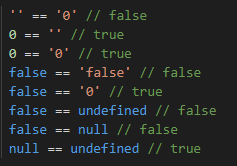 '' == '0' // false
0 == '' // true
0 == '0' // true
false == 'false' // false
false == '0' // true
false == undefined // false
false == null // false
null == undefined // true